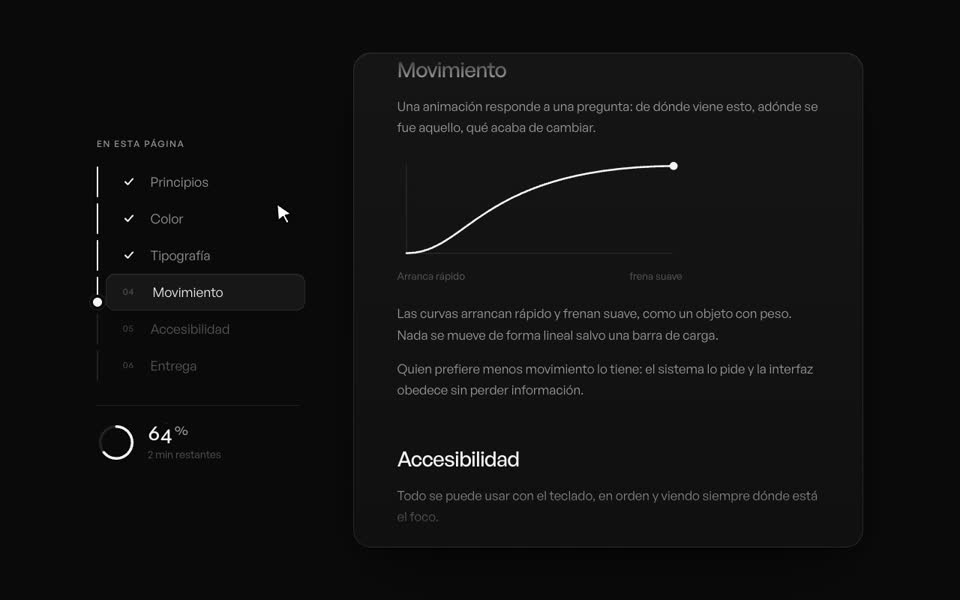 EN ESTA PÁGINA
Principios
Color
Tipografía
04 Movimiento
05 Accesibilidad
06 Entrega
64%
2 min restantes
Movimiento
Una animación responde a una pregunta: de dónde viene esto, adónde se
fue aquello, qué acaba de cambiar.
Arranca rápido frena suave
Las curvas arrancan rápido y frenan suave, como un objeto con peso.
Nada se mueve de forma lineal salvo una barra de carga.
Quien prefiere menos movimiento lo tiene: el sistema lo pide y la interfaz
obedece sin perder información.
Accesibilidad
Todo se puede usar con el teclado, en orden y viendo siempre dónde está
el foco.